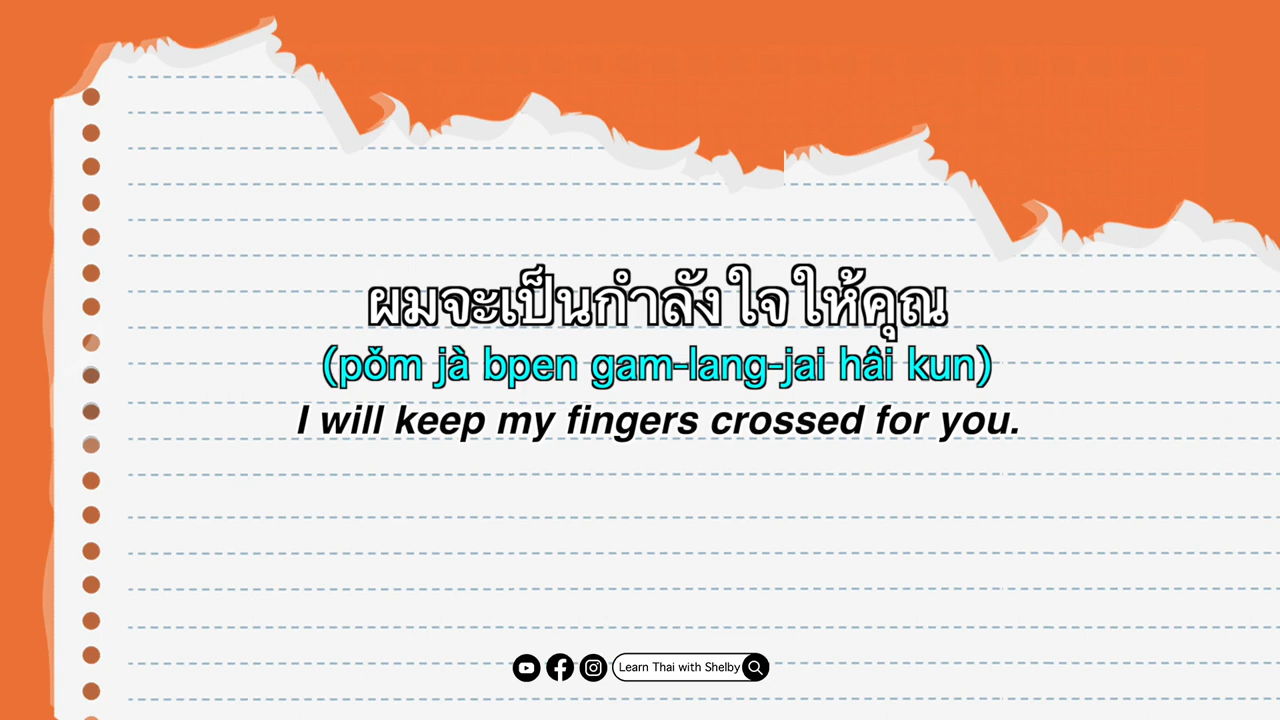 ผมจะเป็นกำลังใจให้คุณ
(pǒm jà bpen gam-lang-jai hâi kun)
I will keep my fingers crossed for you.
Learn Thai with Shelby